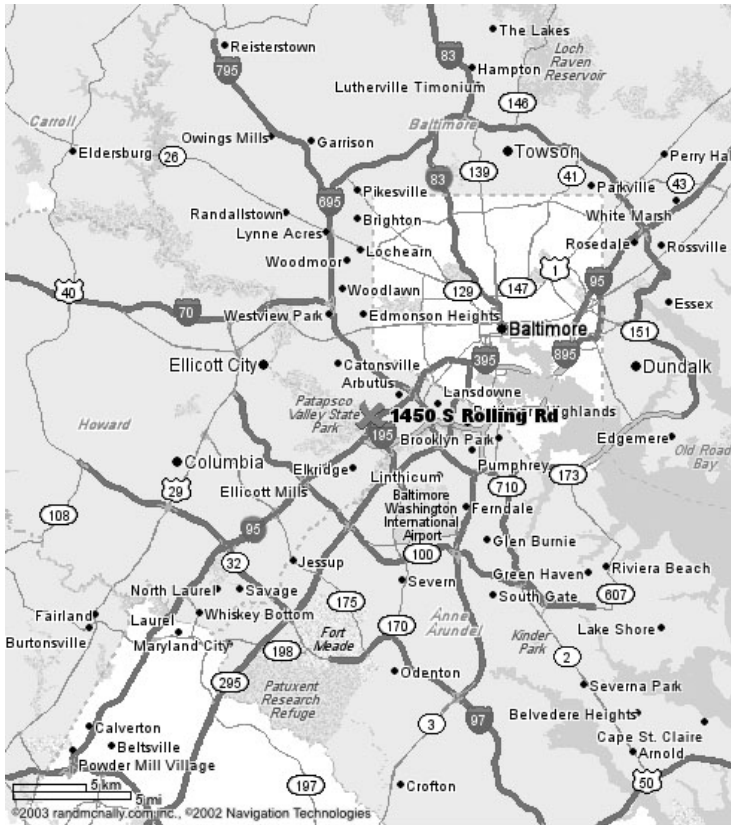 The Lakes
83
Reisterstown
Loch
Raven
Reservoir
795
Hampton
Lutherville Timonium
146
Carroll
Baltimore
Owings Mills
Garrison
Eldersburg
26
Towson
Perry Hal
139
41
43
83
Parkville
Pikesville
695
White Marsh
Randallstown
Brighton
Lynne Acres
Rosedale
Rossville
Lochearn
Woodmoor
1
95
40
Woodlawn
129
147
Essex
70
Westview Park
Edmonson Heights
Baltimore
151
395
895
Ellicott City
Catonsville
Dundalk
Arbutus
Patapsco
Valley State
Park
Lansdowne
1450 S Rolling Rd
Highlands
Howard
195
Brooklyn Park
Edgemere
Old Road
Bay
Columbia
Elkridge
Linthicum
Pumphrey
173
29
Ellicott Mills
710
Baltimore
Washington
International
Airport
Ferndale
108
95
Glen Burnie
100
32
Jessup
Green Haven
Riviera Beach
North Laurel
Savage
Severn
South Gate
607
175
Fairland
Laurel
Whiskey Bottom
Anne
Arundel
Burtonsville
Maryland City
198
Fort
Meade
170
Kinder
Park
Lake Shore
2
295
Patuxent
Research
Refuge
Odenton
Severna Park
3
97
Belvedere Heights
Calverton
Cape St. Claire
Beltsville
Arnold
Powder Mill Village
197
Crofton
50
5 km
5 mi
©2003 randmcnally.com inc., ©2002 Navigation Technologies